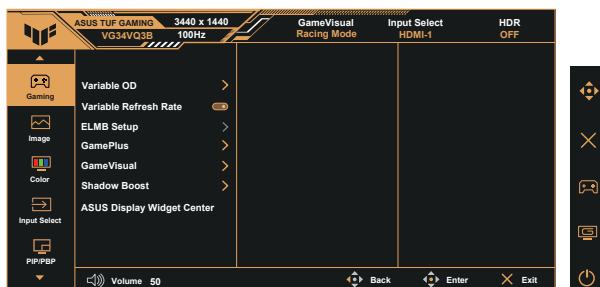 ASUS TUF GAMING 3440 x 1440 GameVisual Input Select HDR
VG34VQ3B 100Hz Racing Mode HDMI-1 OFF
Gaming
Image
Color
Input Select
PIP/PBP
Variable OD
Variable Refresh Rate
ELMB Setup
GamePlus
GameVisual
Shadow Boost
ASUS Display Widget Center
Volume 50 Back Enter Exit